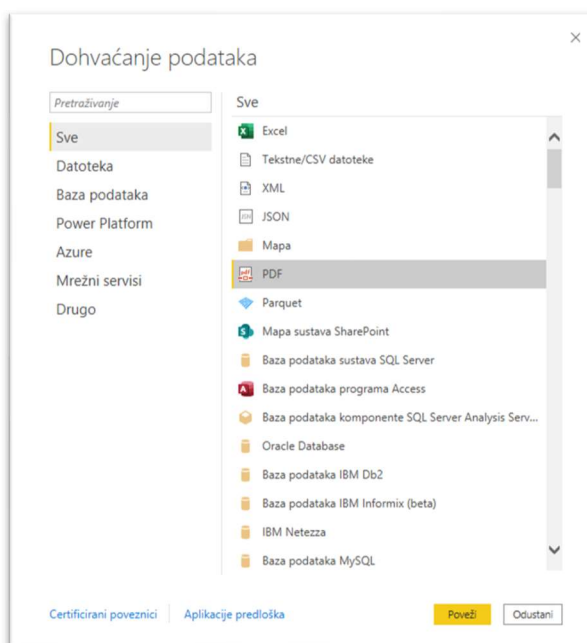 Dohvaćanje podataka
Pretraživanje
Sve
Datoteka
Baza podataka
Power Platform
Azure
Mrežni servisi
Drugo
Sve
Excel
Tekstne/CSV datoteke
XML
JSON
Mapa
PDF
Parquet
Mapa sustava SharePoint
Baza podataka sustava SQL Server
Baza podataka programa Access
Baza podataka komponente SQL Server Analysis Serv...
Oracle Database
Baza podataka IBM Db2
Baza podataka IBM Informix (beta)
IBM Netezza
Baza podataka MySQL
Certificirani poveznici Aplikacije predloška Poveži Odustani